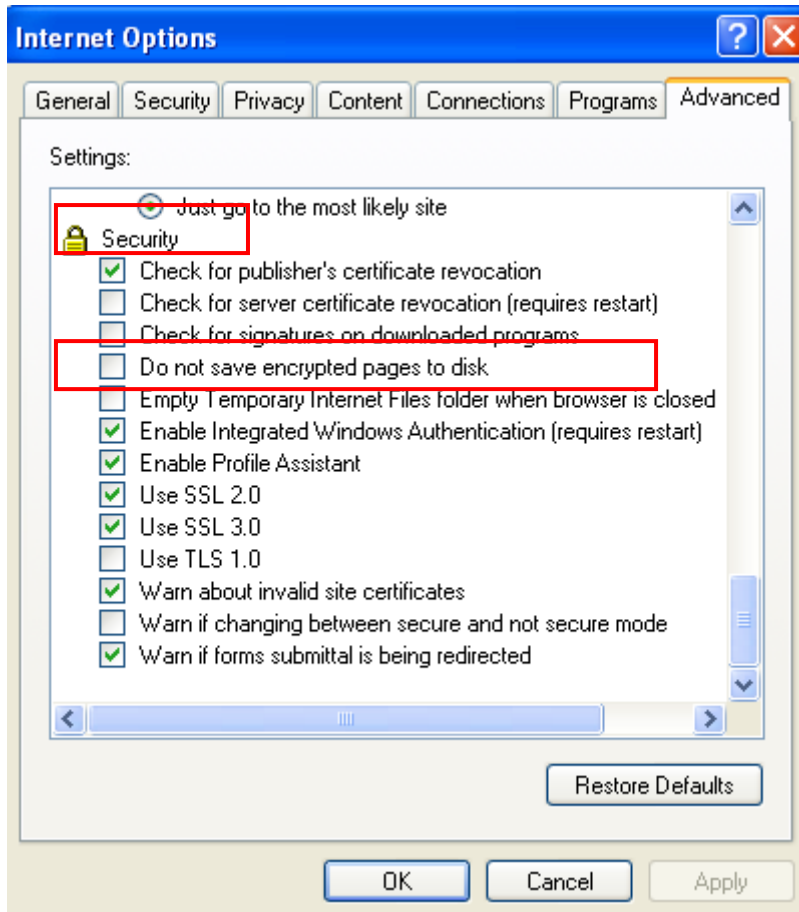 Internet Options
General Security Privacy Content Connections Programs Advanced
Settings:
Just go to the most likely site
Security
Check for publisher's certificate revocation
Check for server certificate revocation (requires restart)
Check for signatures on downloaded programs
Do not save encrypted pages to disk
Empty Temporary Internet Files folder when browser is closed
Enable Integrated Windows Authentication (requires restart)
Enable Profile Assistant
Use SSL 2.0
Use SSL 3.0
Use TLS 1.0
Warn about invalid site certificates
Warn if changing between secure and not secure mode
Warn if forms submittal is being redirected
Restore Defaults
OK Cancel Apply